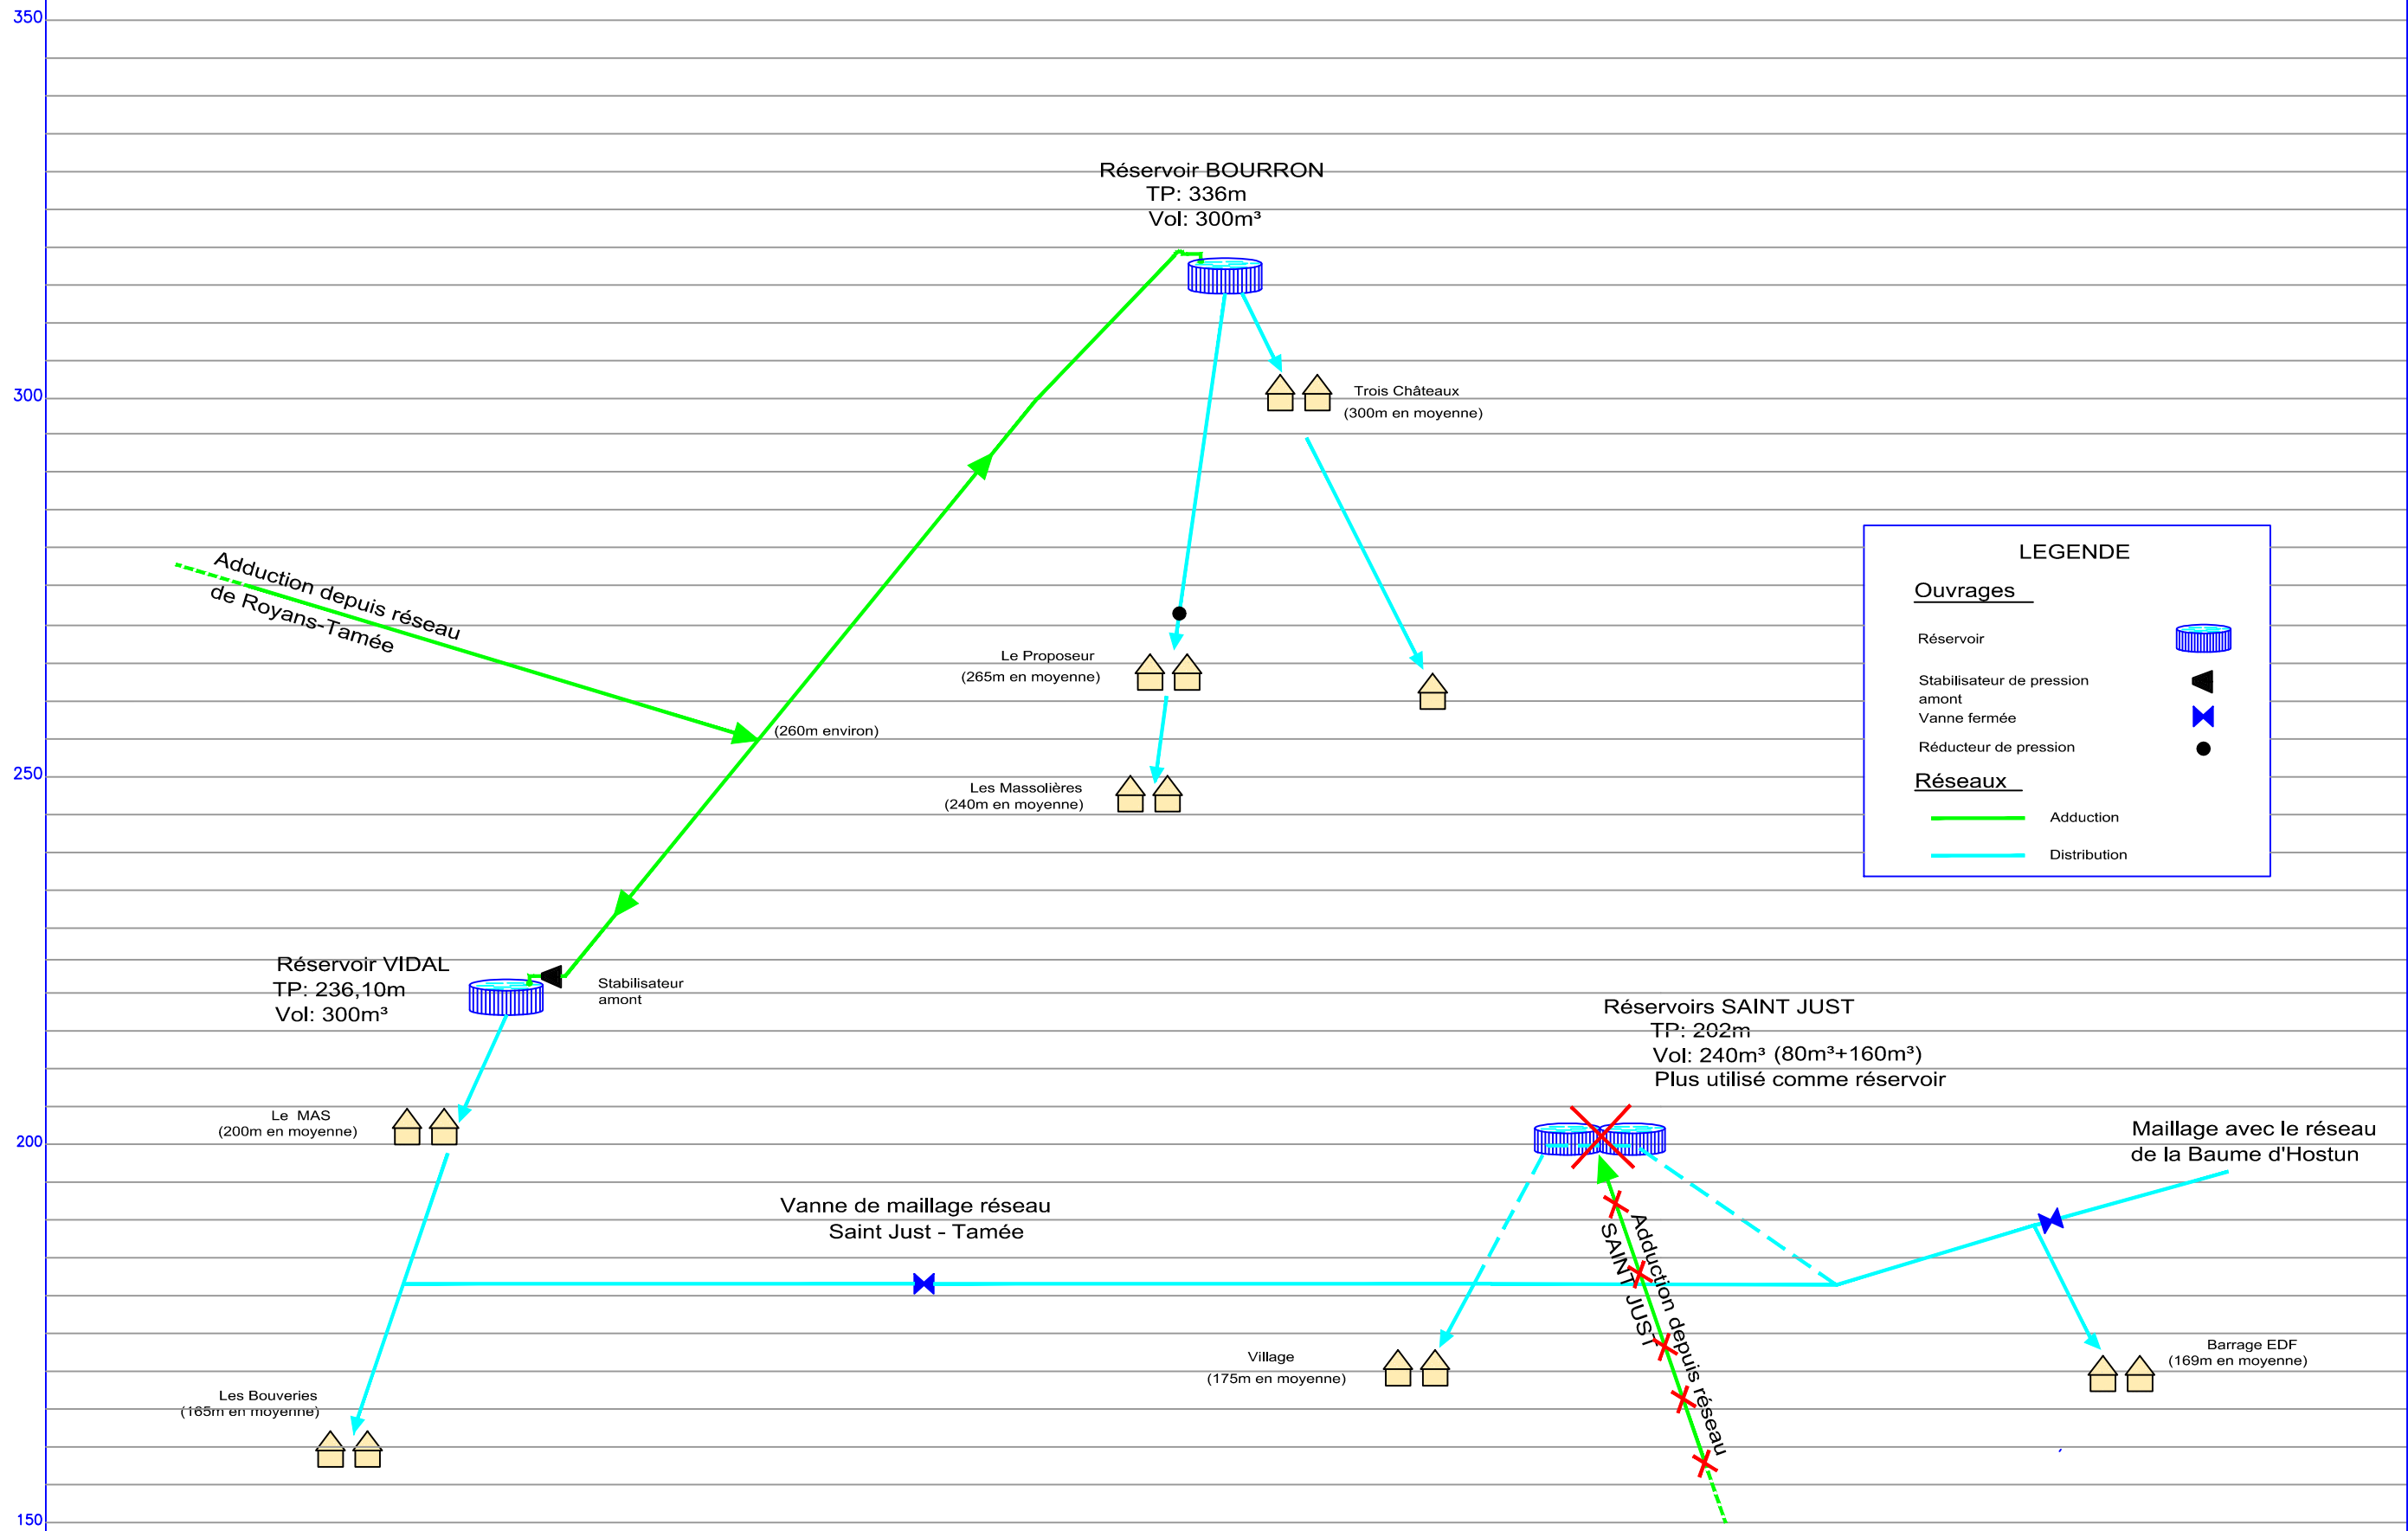 350
Réservoir BOURRON
TP: 336m
Vol: 300m³
300
Trois Châteaux
(300m en moyenne)
Adduction depuis réseau
de Royans-Tamée
Le Proposeur
(265m en moyenne)
(260m environ)
250
Les Massolières
(240m en moyenne)
LEGENDE
Ouvrages
Réservoir
Stabilisateur de pression
amont
Vanne fermée
Réducteur de pression
Réseaux
Adduction
Distribution
Réservoir VIDAL
TP: 236,10m
Vol: 300m³
Stabilisateur
amont
Réservoirs SAINT JUST
TP: 202m
Vol: 240m³ (80m³+160m³)
Plus utilisé comme réservoir
Le MAS
(200m en moyenne)
200
Maillage avec le réseau
de la Baume d'Hostun
Vanne de maillage réseau
Saint Just - Tamée
Adduction depuis réseau
SAINT JUST
Village
(175m en moyenne)
Barrage EDF
(169m en moyenne)
Les Bouveries
(165m en moyenne)
150